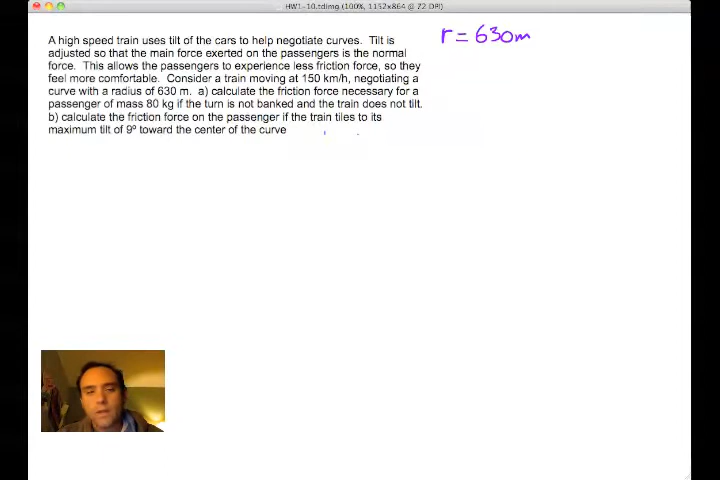 HW1-10.tdimg (100%, 1152x864 @ 72 DPI)
A high speed train uses tilt of the cars to help negotiate curves. Tilt is
adjusted so that the main force exerted on the passengers is the normal
force. This allows the passengers to experience less friction force, so they
feel more comfortable. Consider a train moving at 150 km/h, negotiating a
curve with a radius of 630 m. a) calculate the friction force necessary for a
passenger of mass 80 kg if the turn is not banked and the train does not tilt.
b) calculate the friction force on the passenger if the train tiles to its
maximum tilt of 9º toward the center of the curve
r = 630m